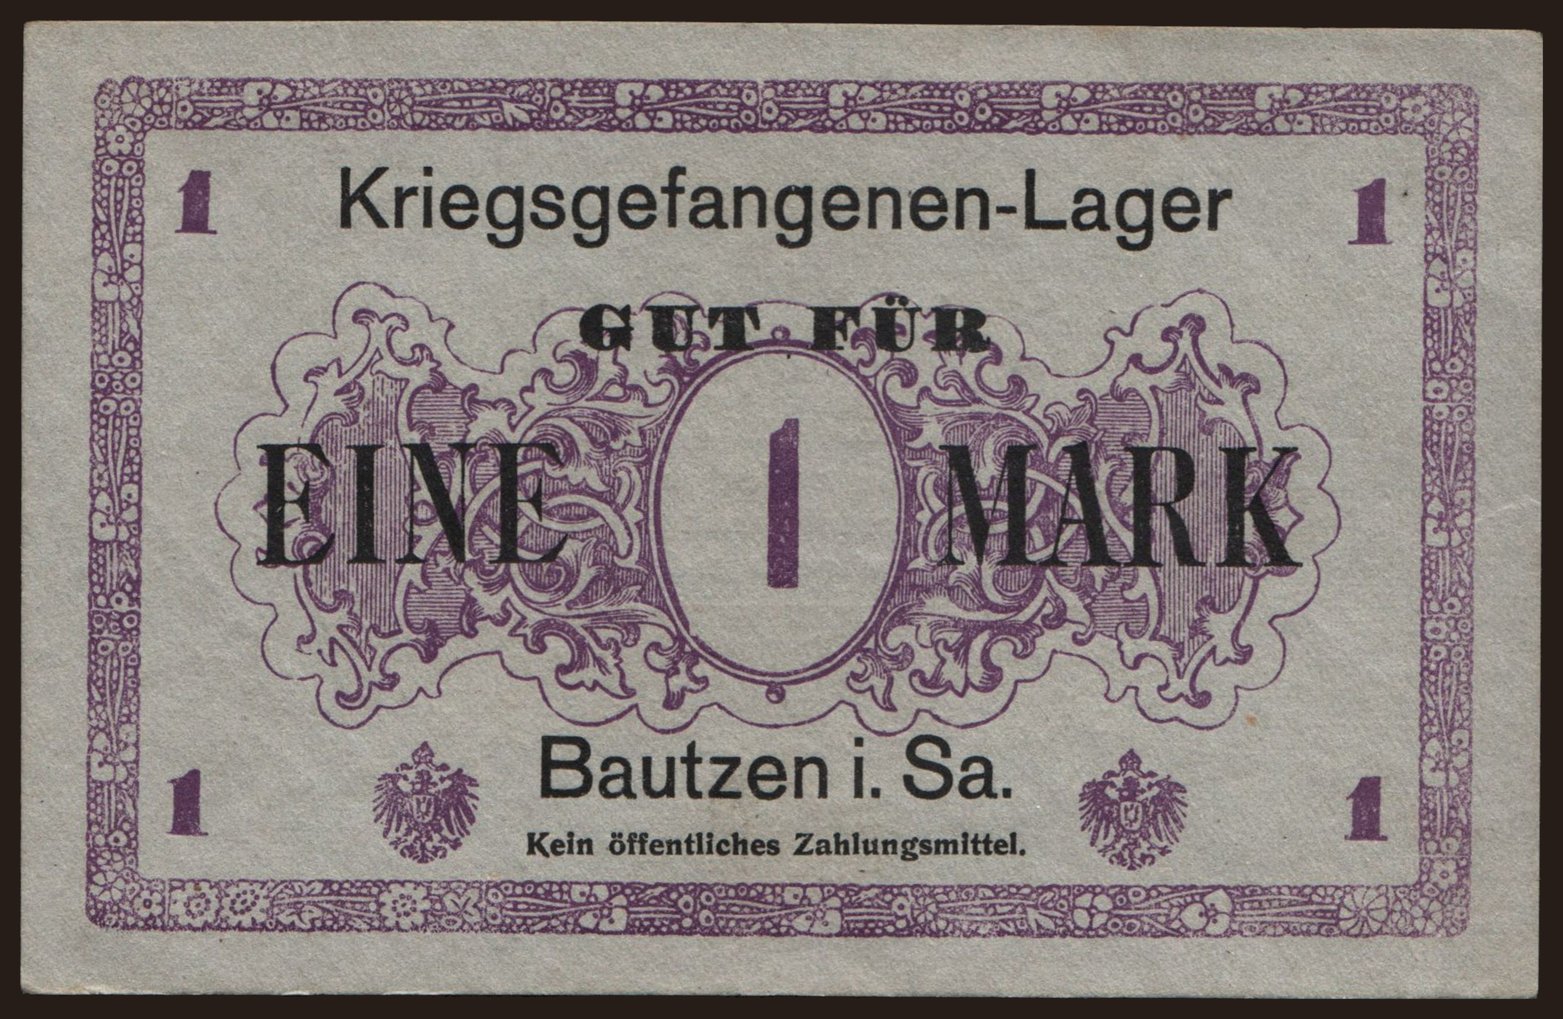 1 Kriegsgefangenen-Lager 1
GUT FÜR
EINE 1 MARK
Bautzen i. Sa.
1 1
Kein öffentliches Zahlungsmittel.